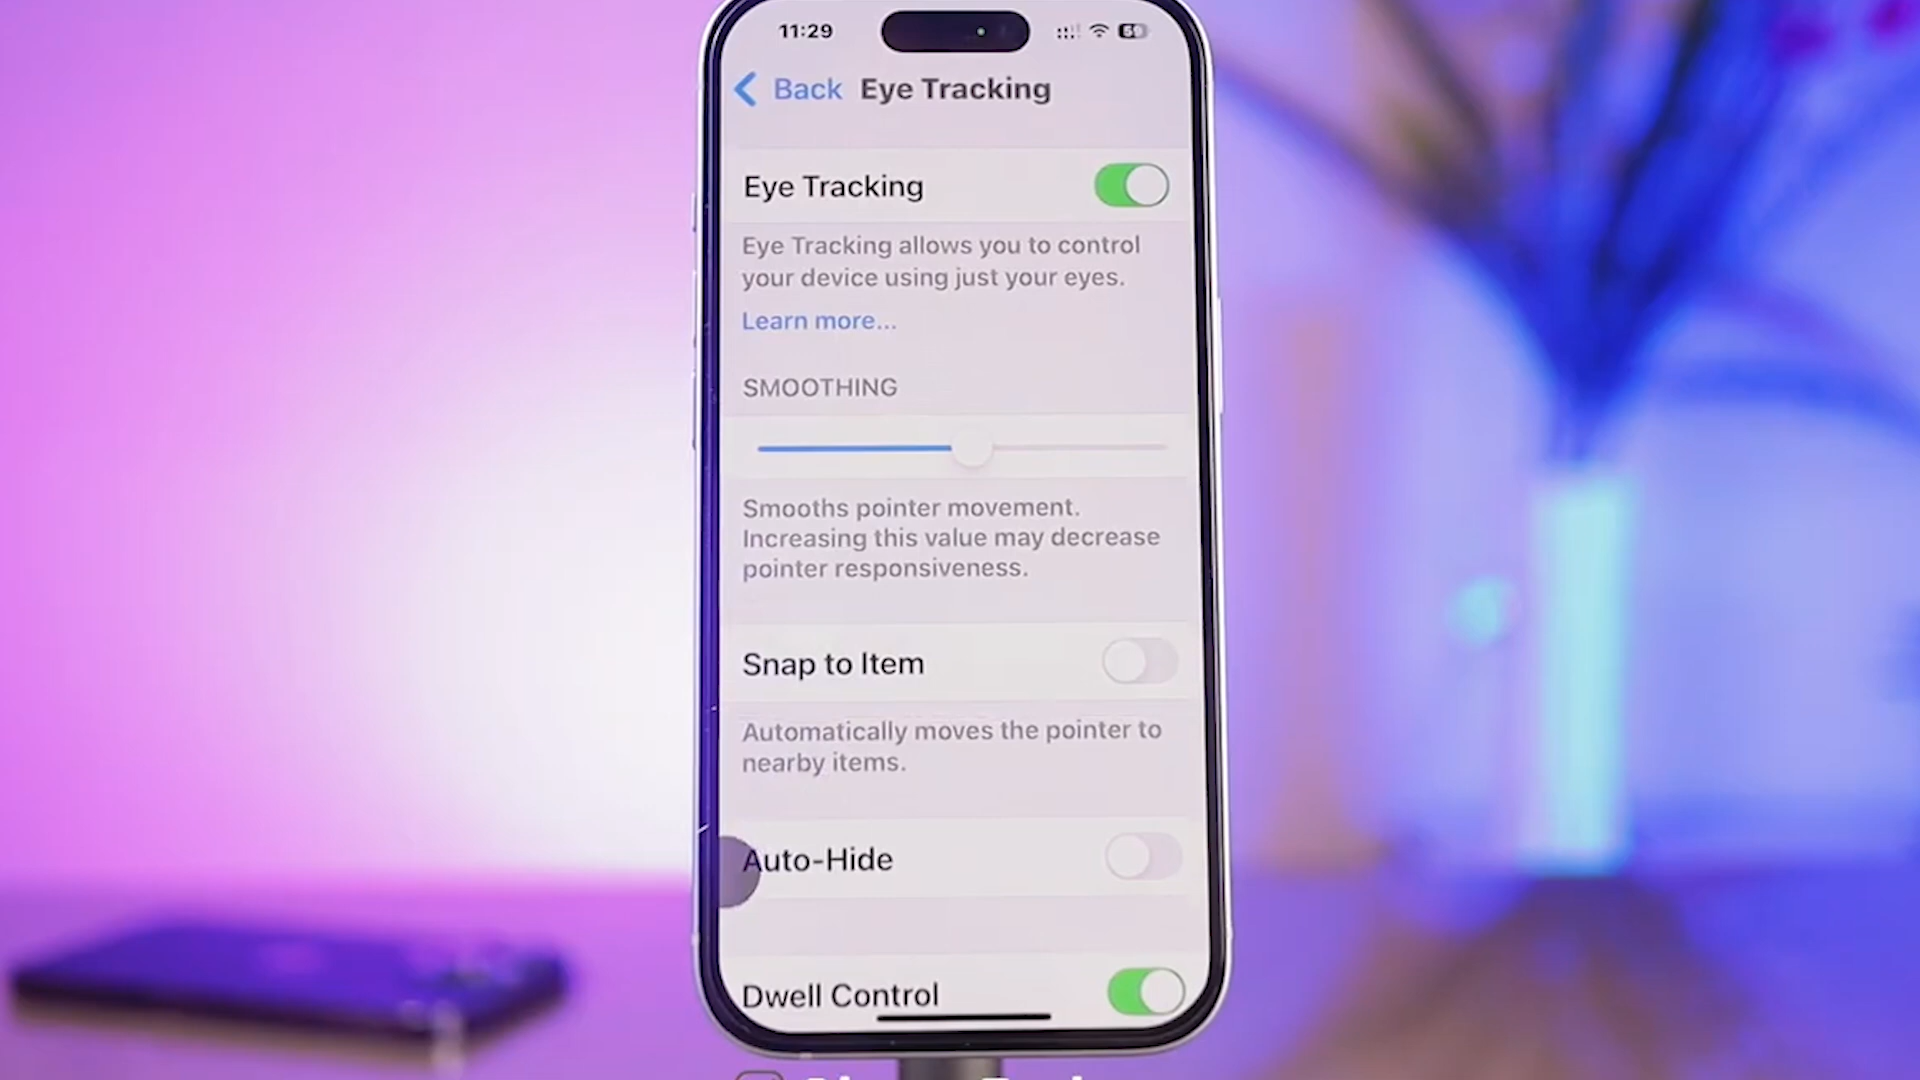 11:29
Back Eye Tracking
Eye Tracking
Eye Tracking allows you to control
your device using just your eyes.
Learn more...
SMOOTHING
Smooths pointer movement.
Increasing this value may decrease
pointer responsiveness.
Snap to Item
Automatically moves the pointer to
nearby items.
Auto-Hide
Dwell Control